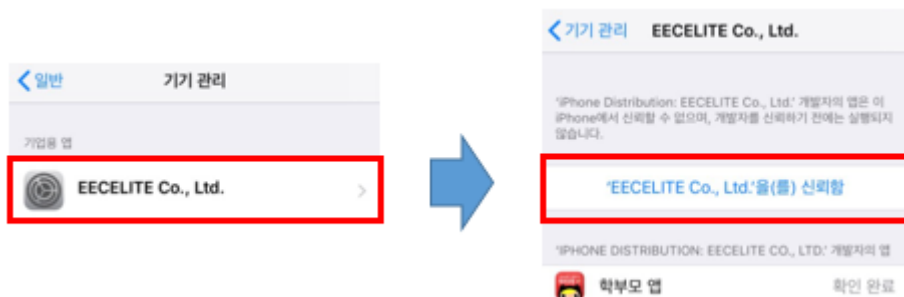 일반
기기 관리
기업용 앱
EECELITE Co., Ltd.
기기 관리
EECELITE Co., Ltd.
'iPhone Distribution: EECELITE Co., Ltd.' 개발자의 앱은 이
iPhone에서 신뢰할 수 없으며, 개발자를 신뢰하기 전에는 실행되지
않습니다.
'EECELITE Co., Ltd.'을(를) 신뢰함
'IPHONE DISTRIBUTION: EECELITE CO., LTD.' 개발자의 앱
학부모 앱
확인 완료